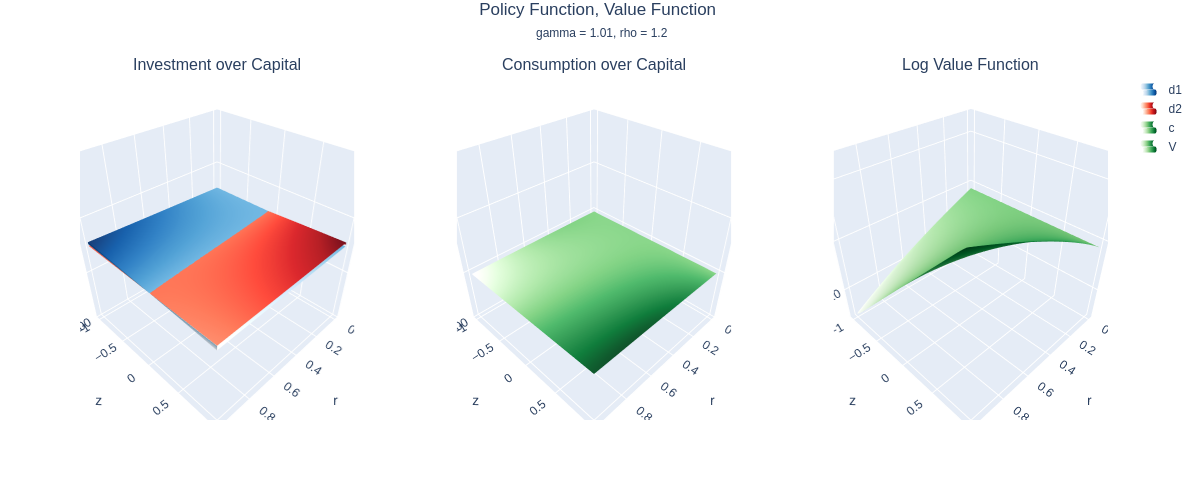 Policy Function, Value Function
gamma = 1.01, rho = 1.2
Investment over Capital
Consumption over Capital
Log Value Function
d1
d2
c
V
−0.5
0
0.5
z
0.2
0.4
0.6
0.8
r
−0.5
0
0.5
z
0.2
0.4
0.6
0.8
r
−1
−0.5
0
0.5
z
0
0.2
0.4
0.6
0.8
r